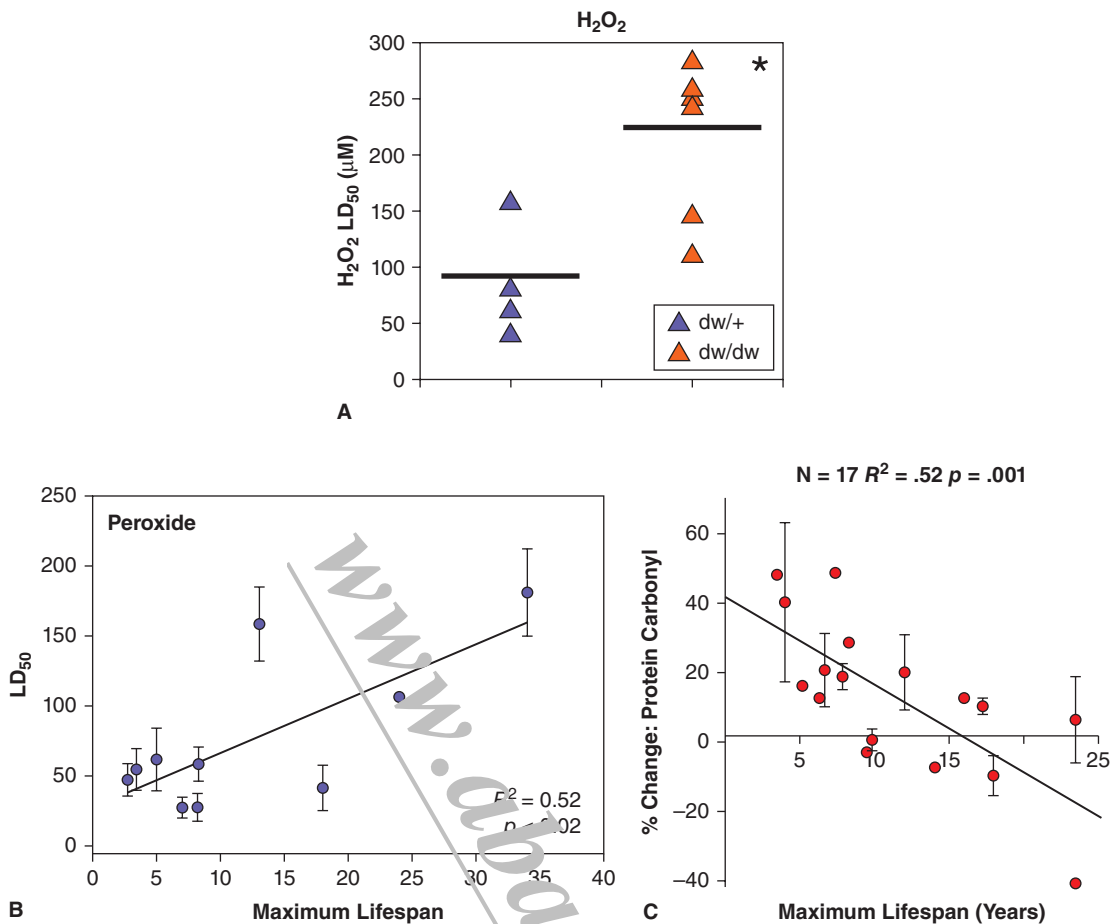 H₂O₂
300
250
200
150
100
50
0
H₂O₂ LD₅₀ (μM)
*
dw/+
dw/dw
A
250
200
150
100
50
0
LD₅₀
Peroxide
R² = 0.52
0 5 10 15 20 25 30 35 40
Maximum Lifespan
B
N = 17 R² = .52 p = .001
60
40
20
0
−20
−40
% Change: Protein Carbonyl
5 10 15 20 25
Maximum Lifespan (Years)
C
www.aba